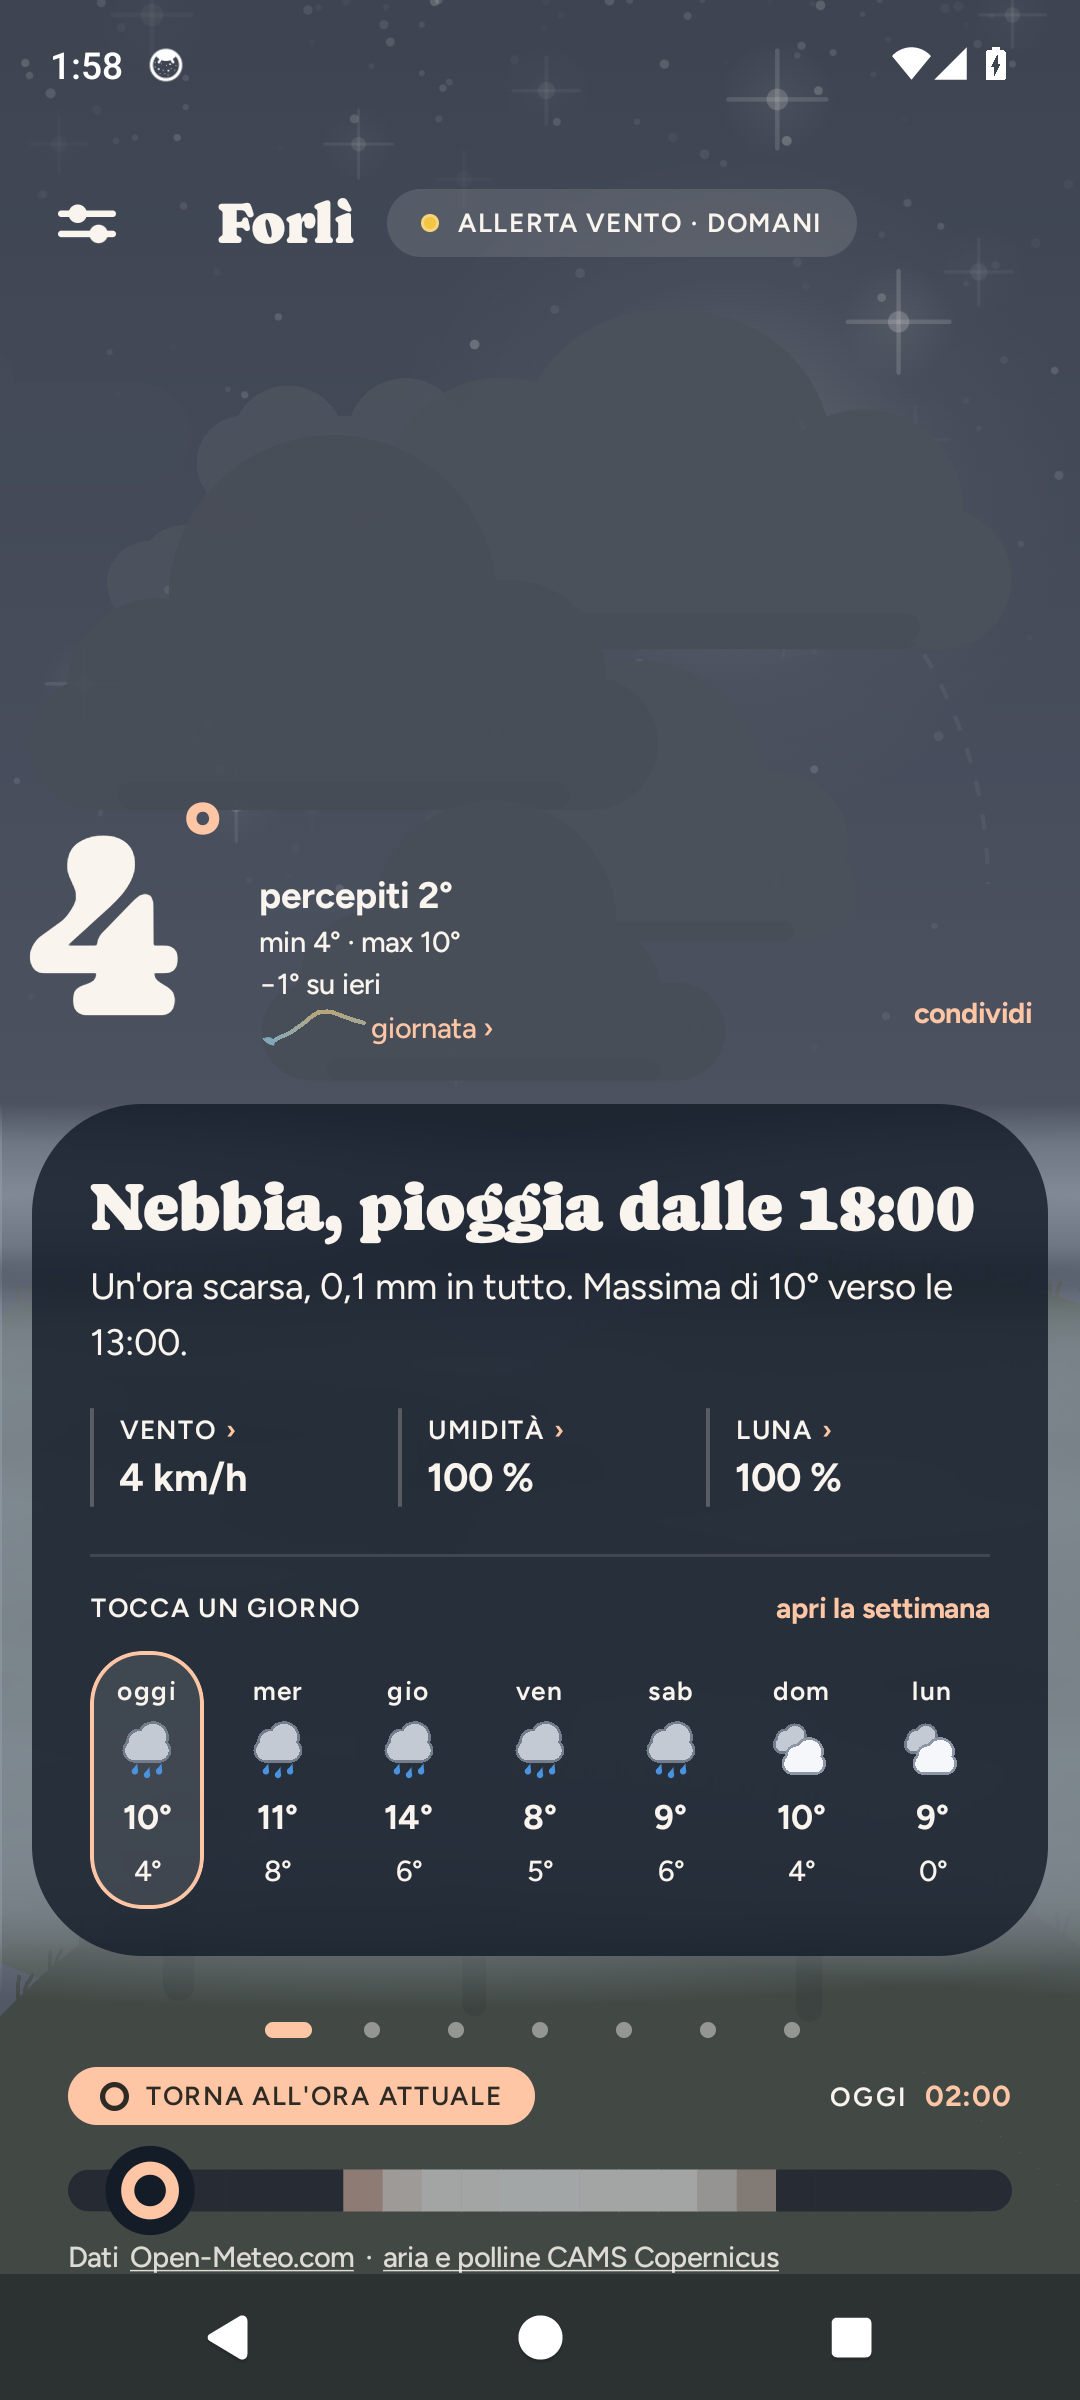 1:58
Forlì
ALLERTA VENTO · DOMANI
4°
percepiti 2°
min 4° · max 10°
−1° su ieri
giornata ›
condividi
Nebbia, pioggia dalle 18:00
Un'ora scarsa, 0,1 mm in tutto. Massima di 10° verso le
13:00.
VENTO › UMIDITÀ › LUNA ›
4 km/h 100 % 100 %
TOCCA UN GIORNO apri la settimana
oggi mer gio ven sab dom lun
10° 11° 14° 8° 9° 10° 9°
4° 8° 6° 5° 6° 4° 0°
TORNA ALL'ORA ATTUALE OGGI 02:00
Dati Open-Meteo.com · aria e polline CAMS Copernicus